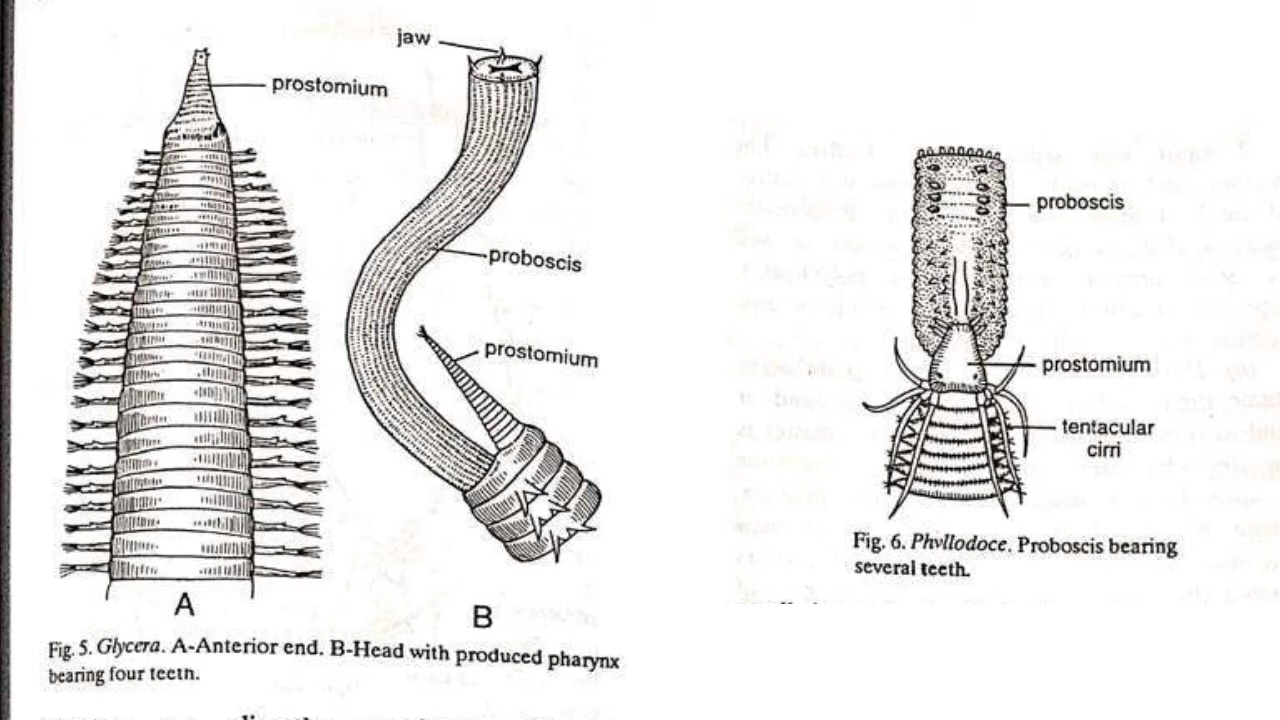 prostomium
jaw
proboscis
prostomium
A
B
Fig. 5. Glycera. A-Anterior end. B-Head with produced pharynx
bearing four teeth.
proboscis
prostomium
tentacular
cirri
Fig. 6. Phyllodoce. Proboscis bearing
several teeth.